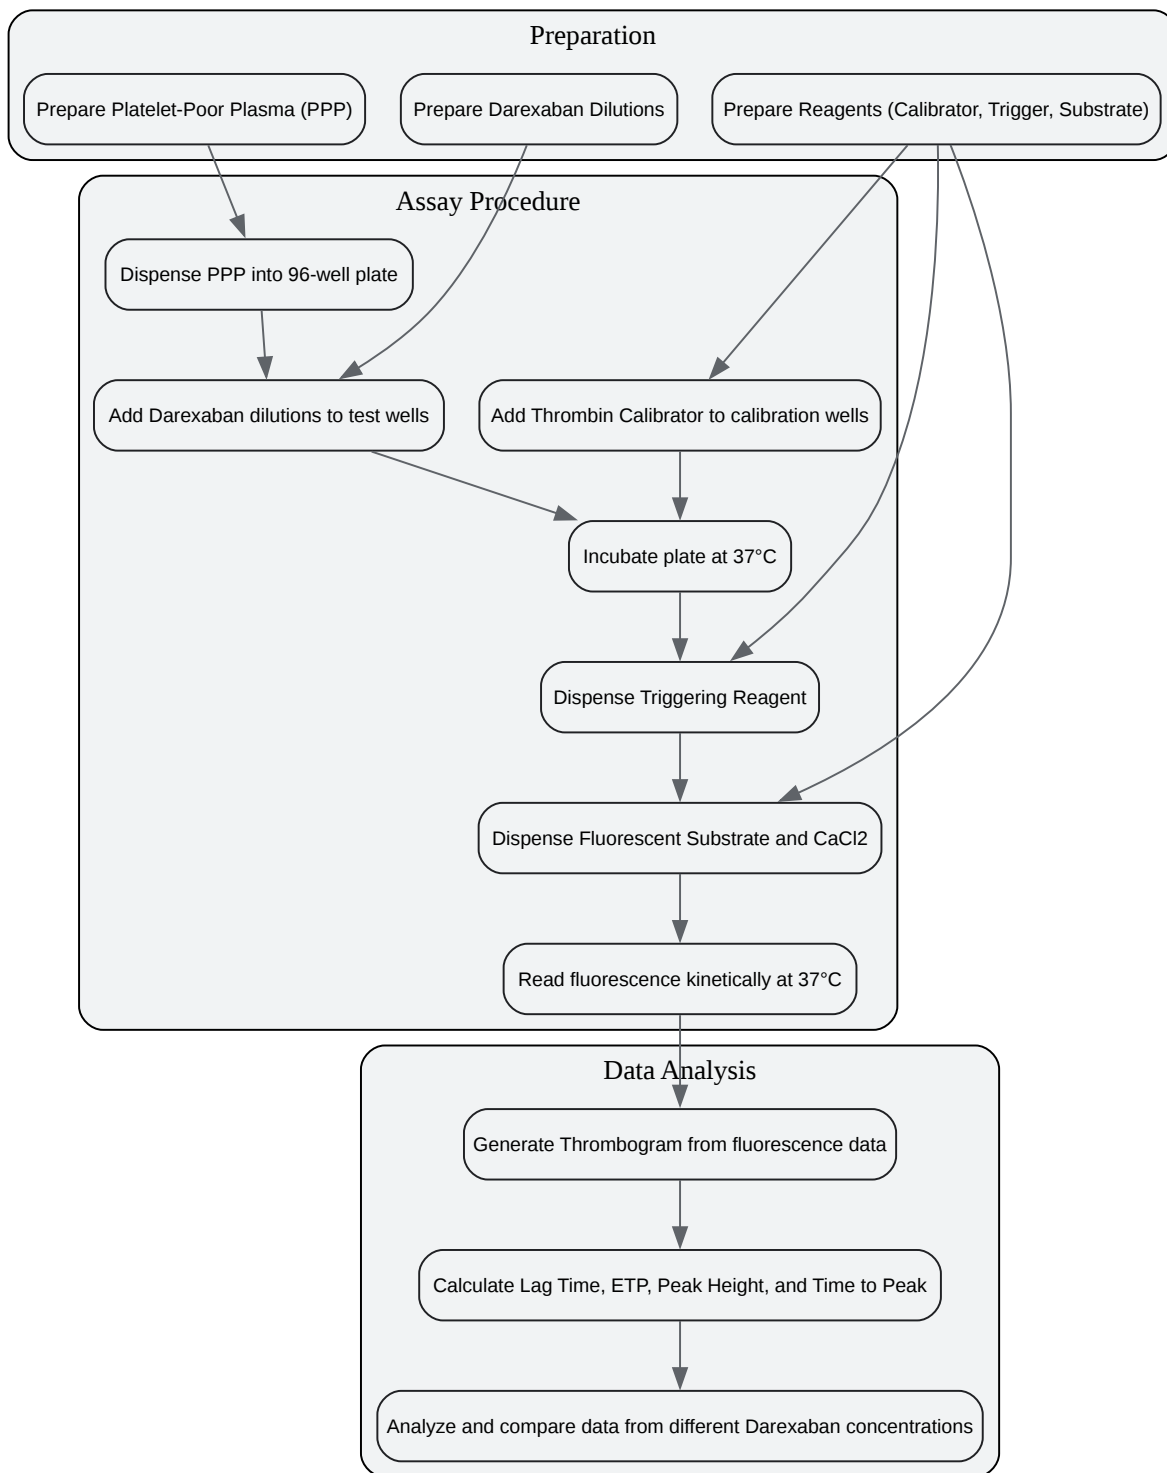 Preparation
Prepare Platelet-Poor Plasma (PPP)
Prepare Darexaban Dilutions
Prepare Reagents (Calibrator, Trigger, Substrate)
Assay Procedure
Dispense PPP into 96-well plate
Add Darexaban dilutions to test wells
Add Thrombin Calibrator to calibration wells
Incubate plate at 37°C
Dispense Triggering Reagent
Dispense Fluorescent Substrate and CaCl2
Read fluorescence kinetically at 37°C
Data Analysis
Generate Thrombogram from fluorescence data
Calculate Lag Time, ETP, Peak Height, and Time to Peak
Analyze and compare data from different Darexaban concentrations